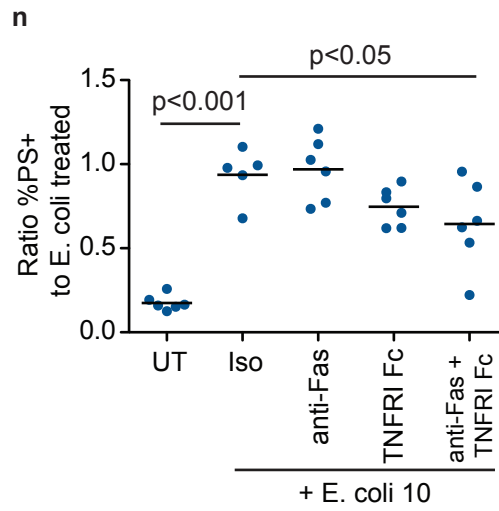 n
p<0.05
p<0.001
Ratio %PS+
to E. coli treated
1.5
1.0
0.5
0.0
UT
Iso
anti-Fas
TNFRI Fc
anti-Fas +
TNFRI Fc
+ E. coli 10